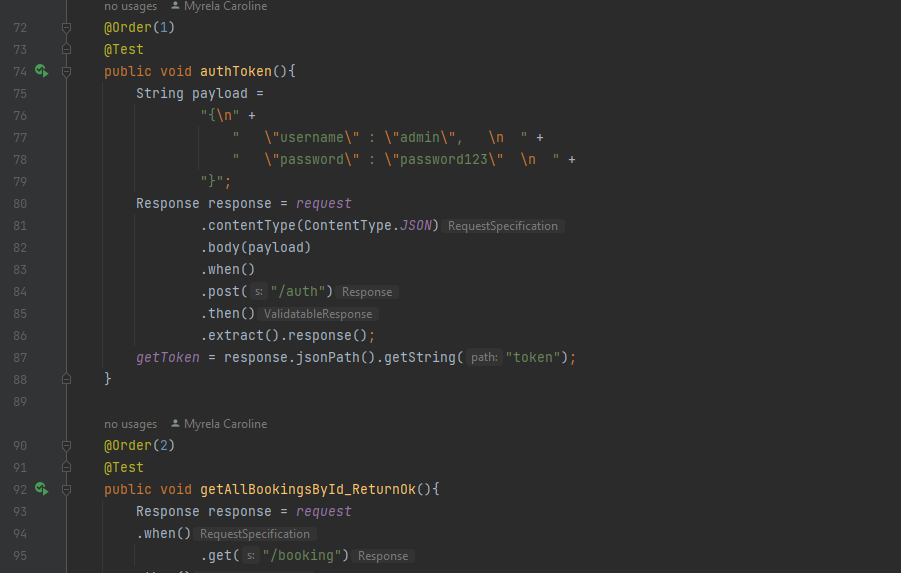 no usages Myrela Caroline
72 @Order(1)
73 @Test
74 public void authToken(){
75 String payload =
76 "{\n" +
77 "   \"username\" : \"admin\",   \n  " +
78 "   \"password\" : \"password123\"  \n  " +
79 "}";
80 Response response = request
81 .contentType(ContentType.JSON) RequestSpecification
82 .body(payload)
83 .when()
84 .post( s: "/auth") Response
85 .then() ValidatableResponse
86 .extract().response();
87 getToken = response.jsonPath().getString( path: "token");
88 }
89
no usages Myrela Caroline
90 @Order(2)
91 @Test
92 public void getAllBookingsById_ReturnOk(){
93 Response response = request
94 .when() RequestSpecification
95 .get( s: "/booking") Response